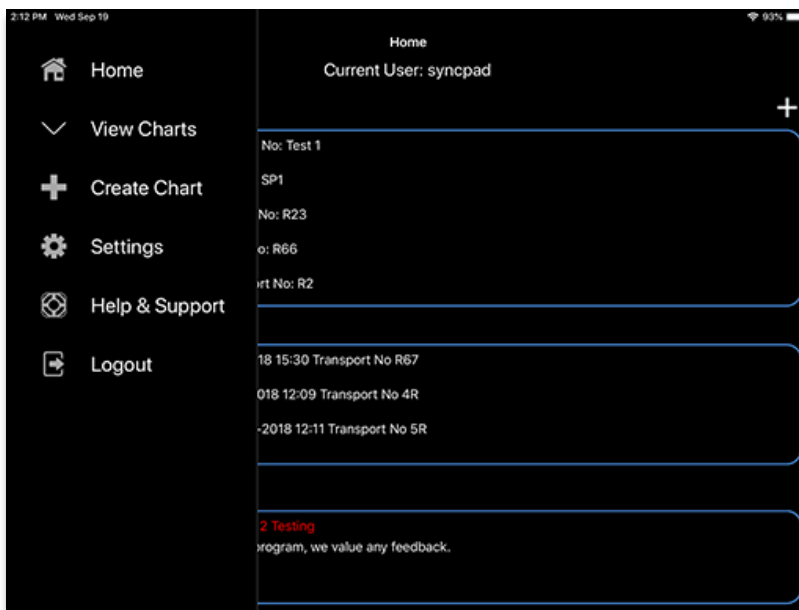 2:12 PM Wed Sep 19
93%
Home
Current User: syncpad
Home
View Charts
Create Chart
Settings
Help & Support
Logout
No: Test 1
SP1
No: R23
o: R66
ort No: R2
18 15:30 Transport No R67
018 12:09 Transport No 4R
-2018 12:11 Transport No 5R
2 Testing
program, we value any feedback.